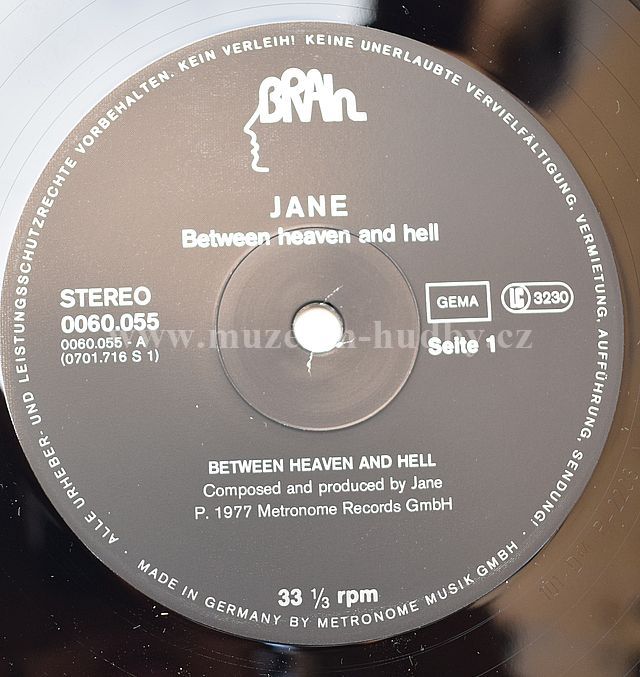 ALLE URHEBER- UND LEISTUNGSSCHUTZRECHTE VORBEHALTEN. KEIN VERLEIH! KEINE UNERLAUBTE VERVIELFÄLTIGUNG, VERMIETUNG, AUFFÜHRUNG, SENDUNG!
BRAIN
JANE
Between heaven and hell
STEREO
0060.055
0060.055 - A
(0701.716 S 1)
GEMA
LC 3230
Seite 1
www.muzeum-hudby.cz
BETWEEN HEAVEN AND HELL
Composed and produced by Jane
P. 1977 Metronome Records GmbH
33 1/3 rpm
· MADE IN GERMANY BY METRONOME MUSIK GMBH ·